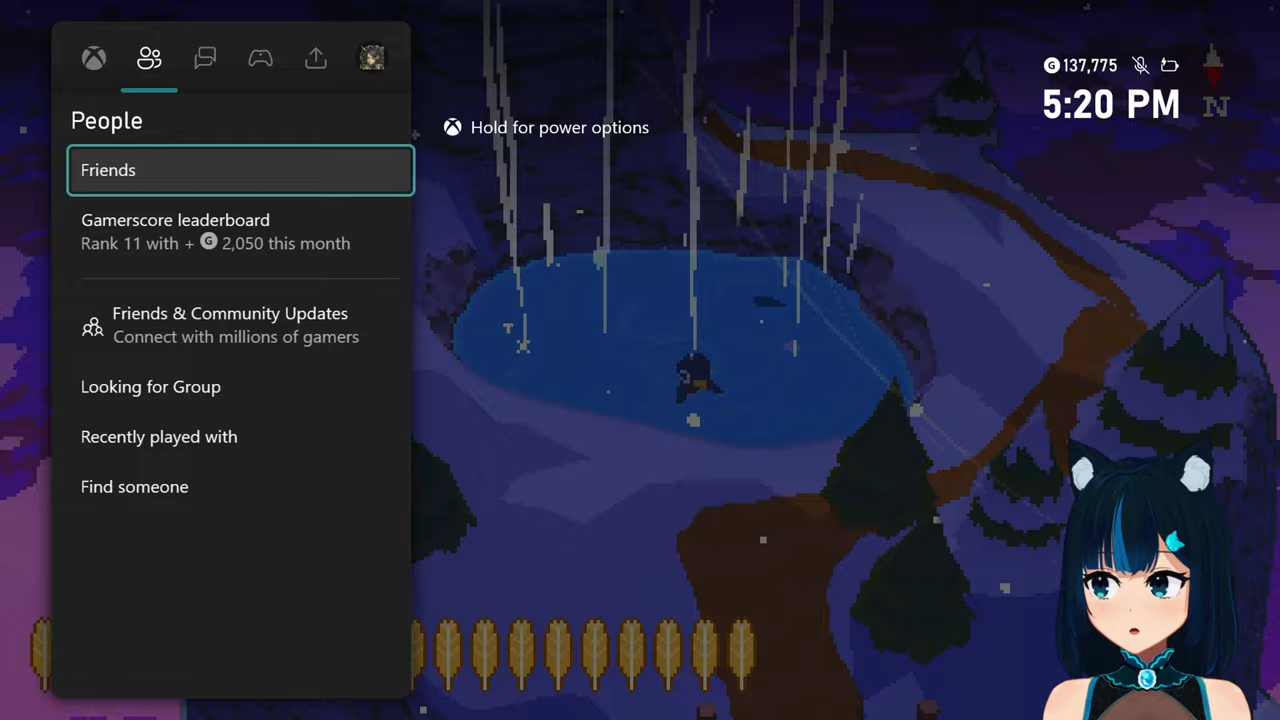 People
Friends
Gamerscore leaderboard
Rank 11 with + G 2,050 this month
Friends & Community Updates
Connect with millions of gamers
Looking for Group
Recently played with
Find someone
Hold for power options
G 137,775
5:20 PM
N